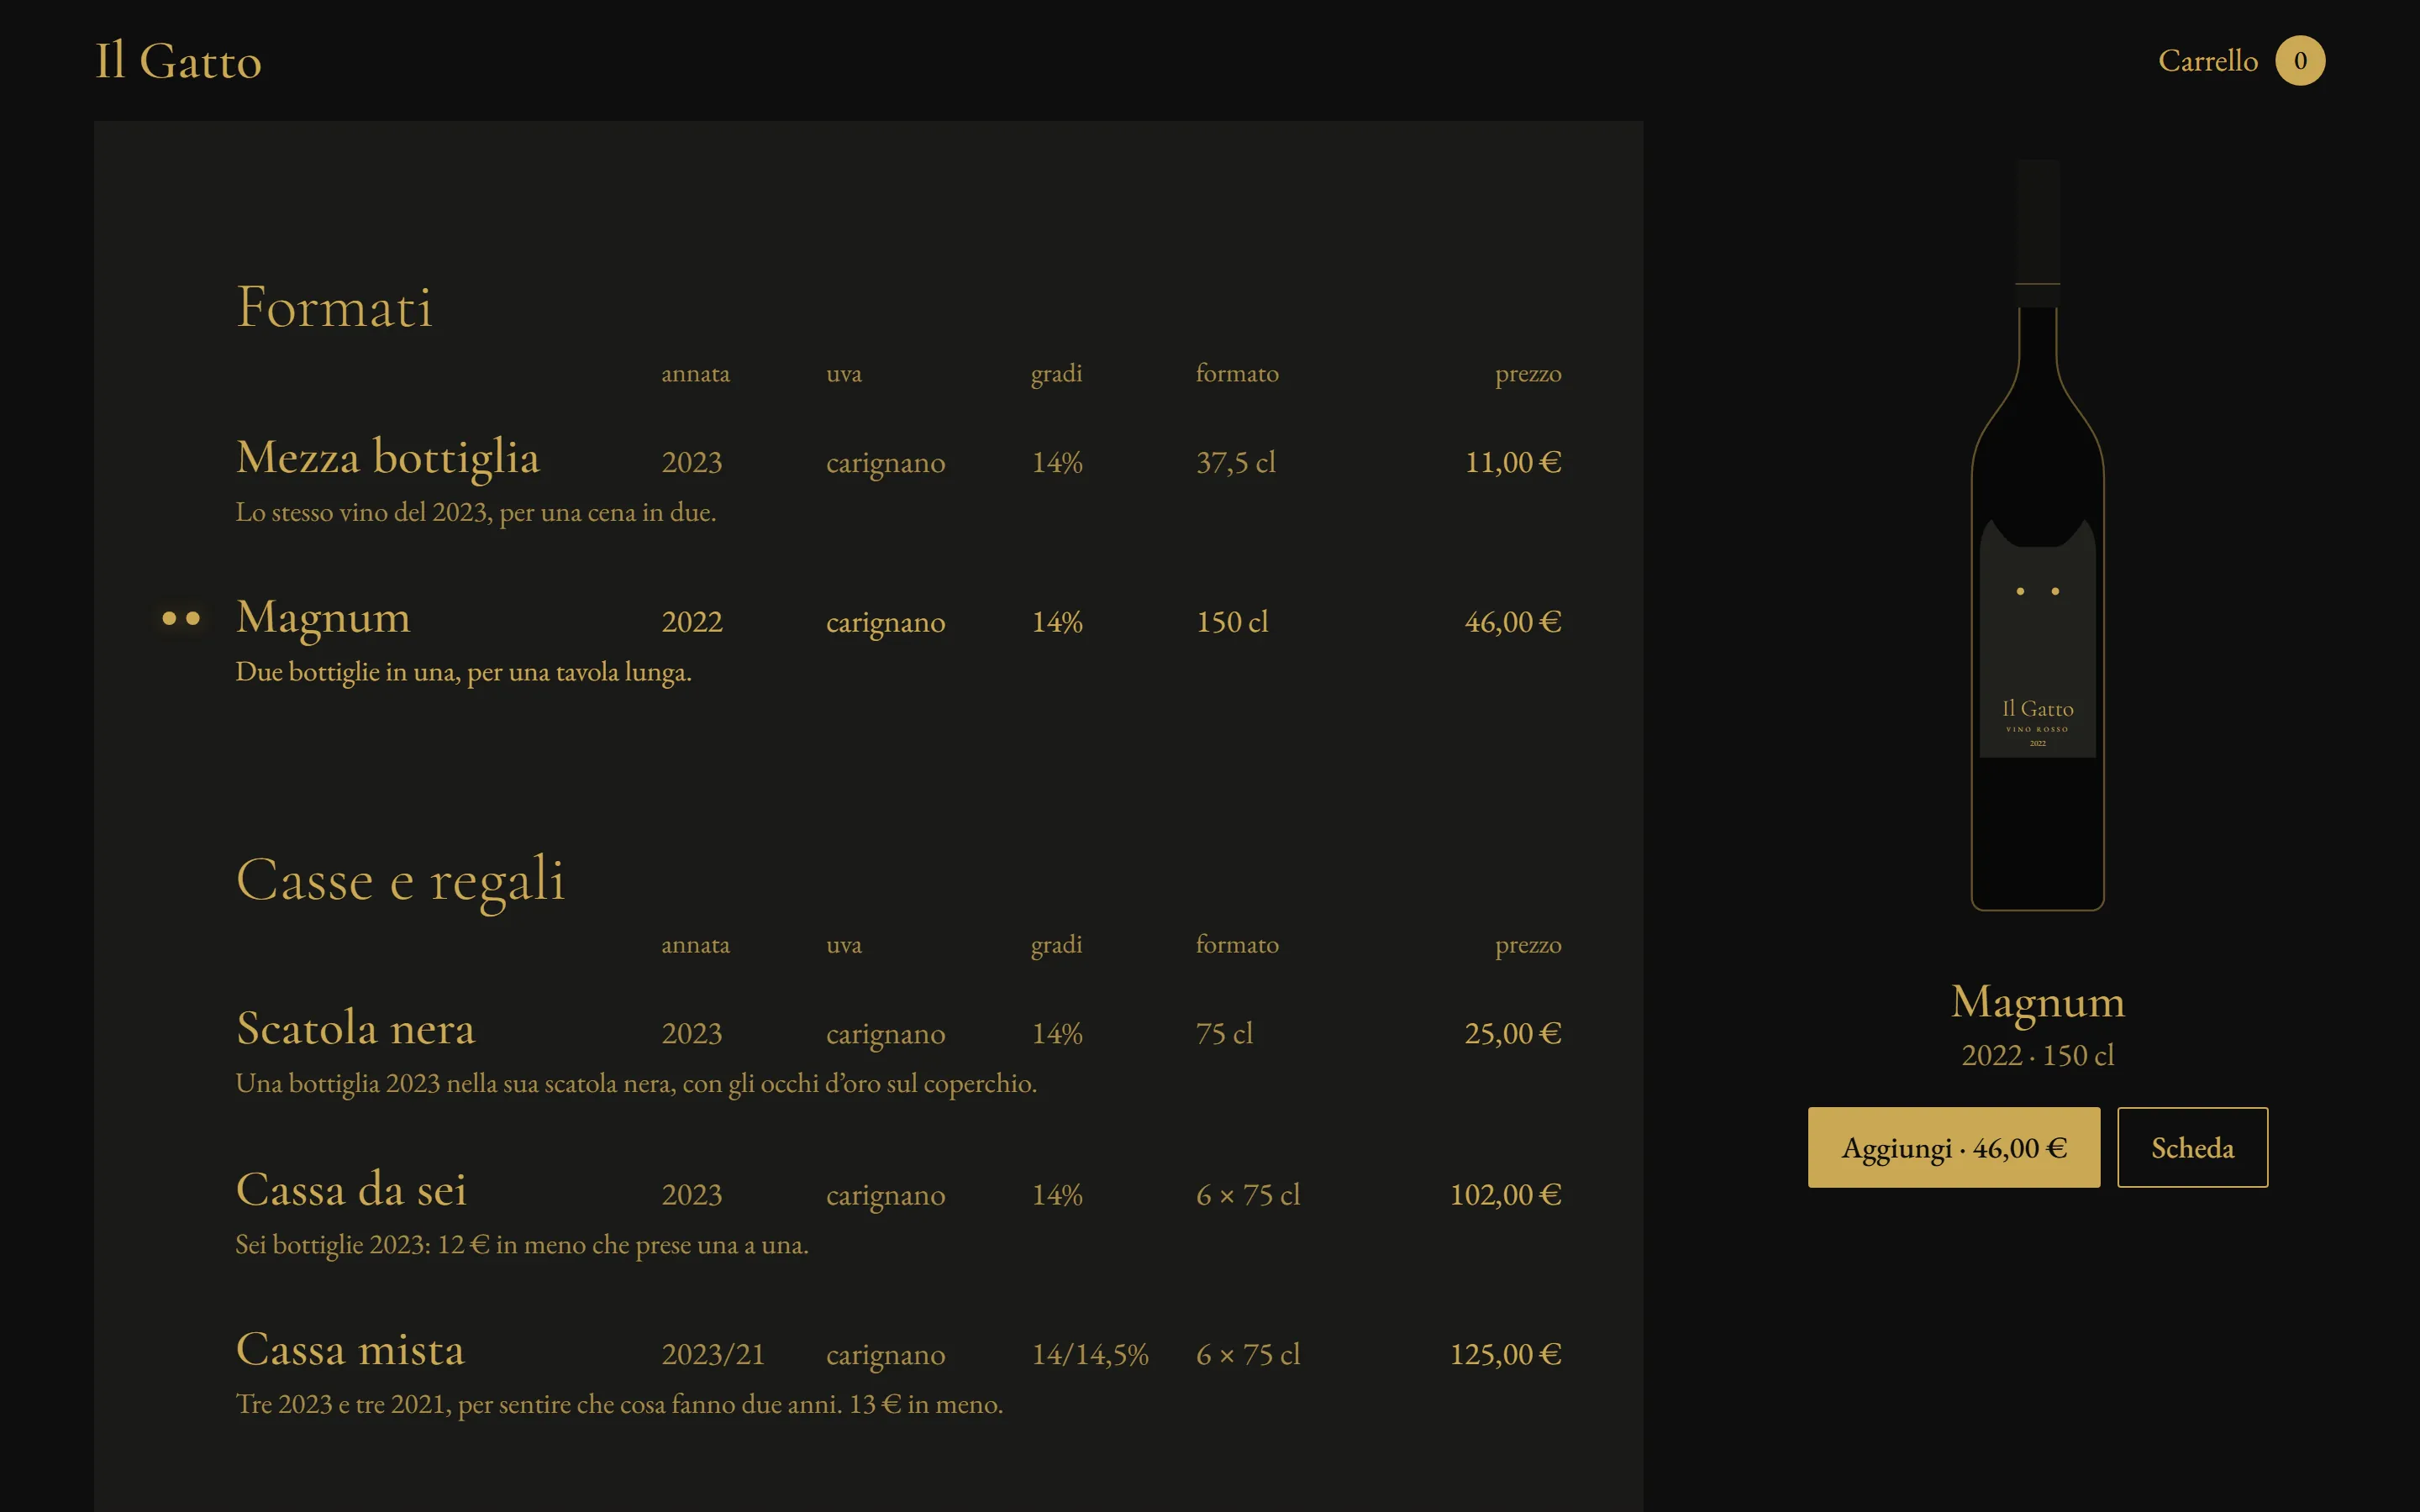 Il Gatto
Carrello 0
Formati
annata uva gradi formato prezzo
Mezza bottiglia 2023 carignano 14% 37,5 cl 11,00 €
Lo stesso vino del 2023, per una cena in due.
Magnum 2022 carignano 14% 150 cl 46,00 €
Due bottiglie in una, per una tavola lunga.
Casse e regali
annata uva gradi formato prezzo
Scatola nera 2023 carignano 14% 75 cl 25,00 €
Una bottiglia 2023 nella sua scatola nera, con gli occhi d’oro sul coperchio.
Cassa da sei 2023 carignano 14% 6 × 75 cl 102,00 €
Sei bottiglie 2023: 12 € in meno che prese una a una.
Cassa mista 2023/21 carignano 14/14,5% 6 × 75 cl 125,00 €
Tre 2023 e tre 2021, per sentire che cosa fanno due anni. 13 € in meno.
Il Gatto
VINO ROSSO
2022
Magnum
2022 · 150 cl
Aggiungi · 46,00 €
Scheda